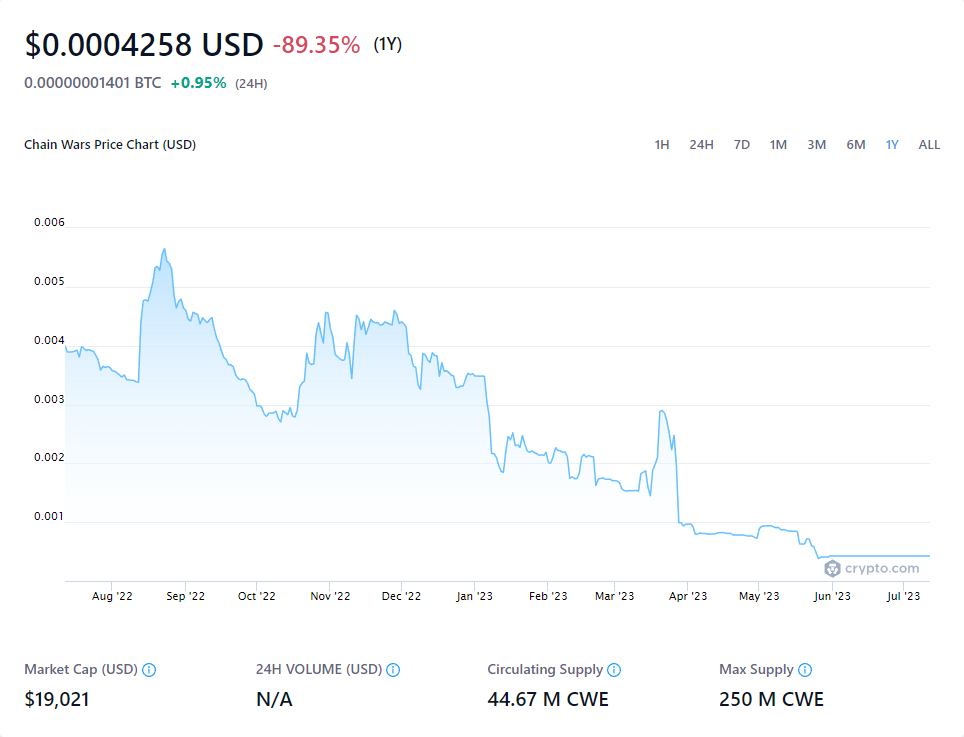 $0.0004258 USD -89.35% (1Y)
0.00000001401 BTC +0.95% (24H)
Chain Wars Price Chart (USD) 1H 24H 7D 1M 3M 6M 1Y ALL
0.006
0.005
0.004
0.003
0.002
0.001
crypto.com
Aug '22 Sep '22 Oct '22 Nov '22 Dec '22 Jan '23 Feb '23 Mar '23 Apr '23 May '23 Jun '23 Jul '23
Market Cap (USD) 24H VOLUME (USD) Circulating Supply Max Supply
$19,021 N/A 44.67 M CWE 250 M CWE